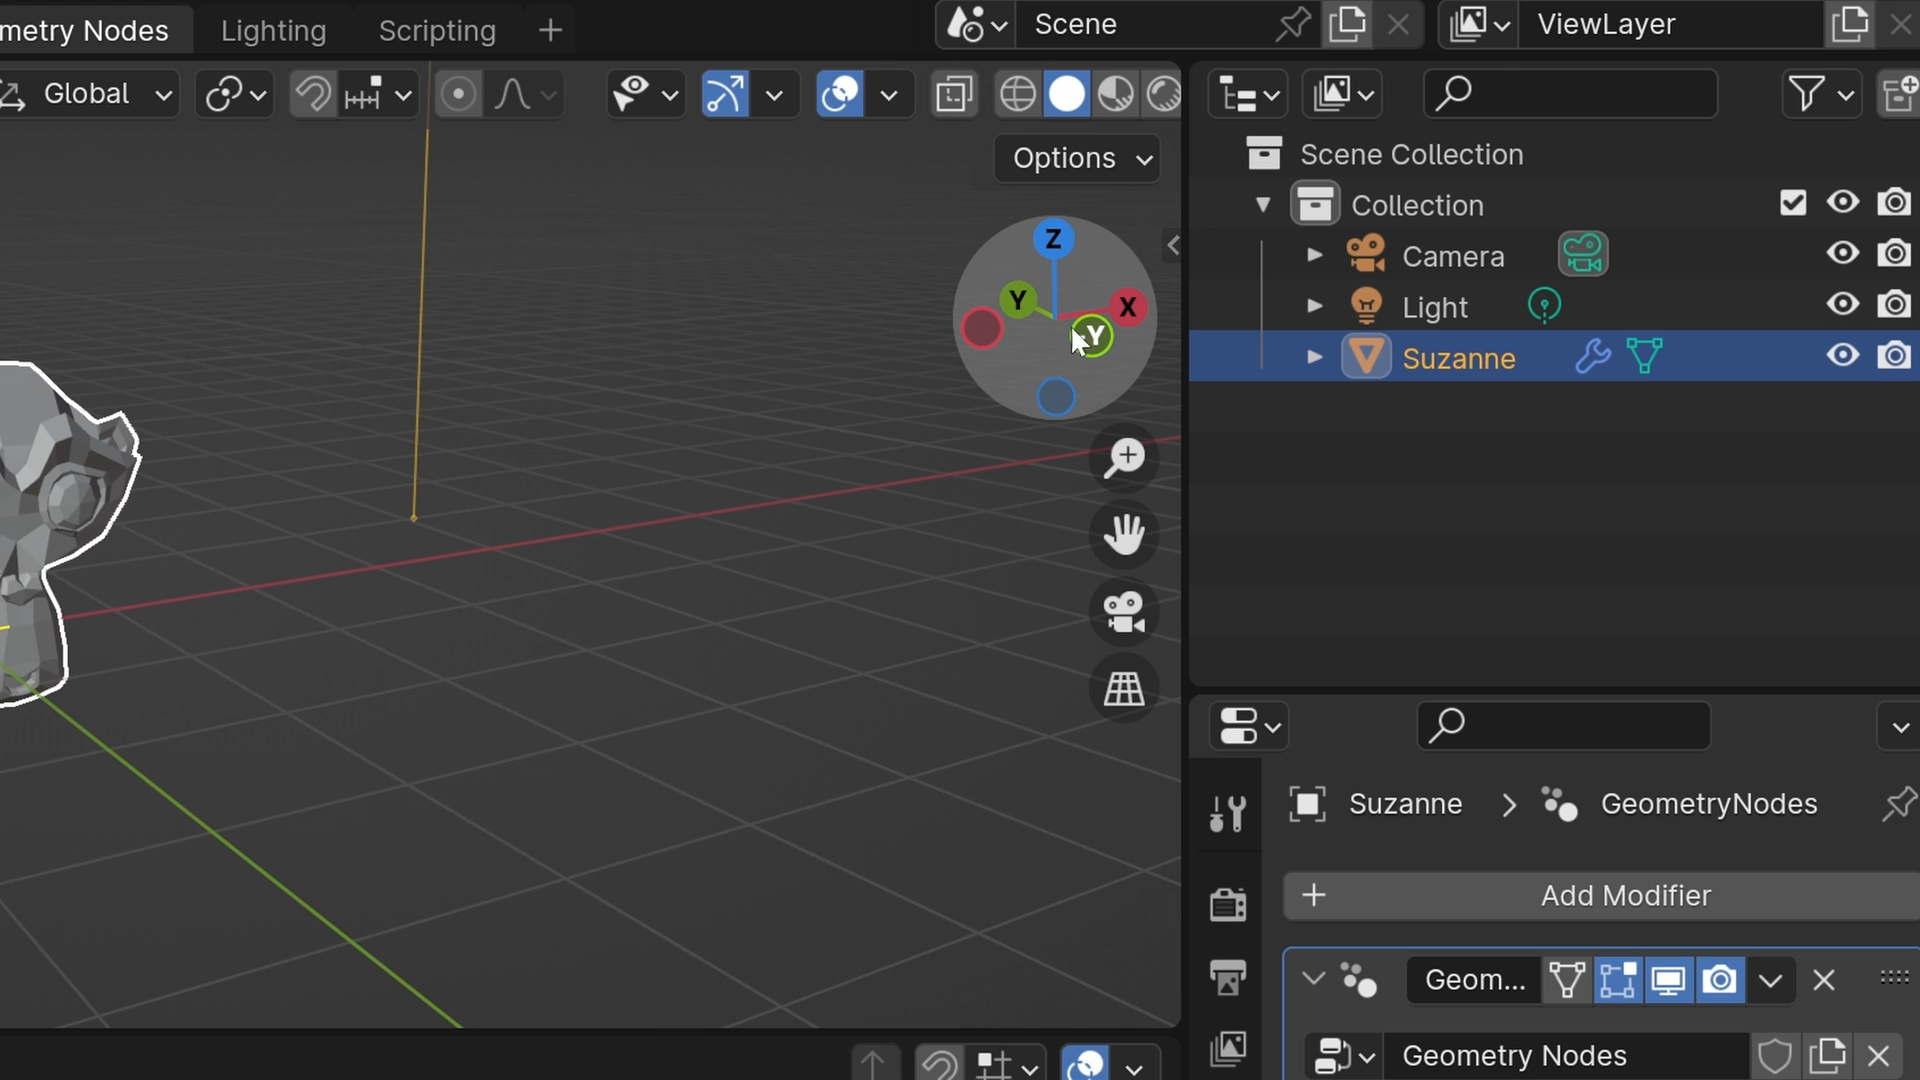 metry Nodes
Lighting
Scripting
Scene
ViewLayer
Global
Options
Z
Y
X
-Y
Scene Collection
Collection
Camera
Light
Suzanne
Suzanne
GeometryNodes
Add Modifier
Geom...
Geometry Nodes